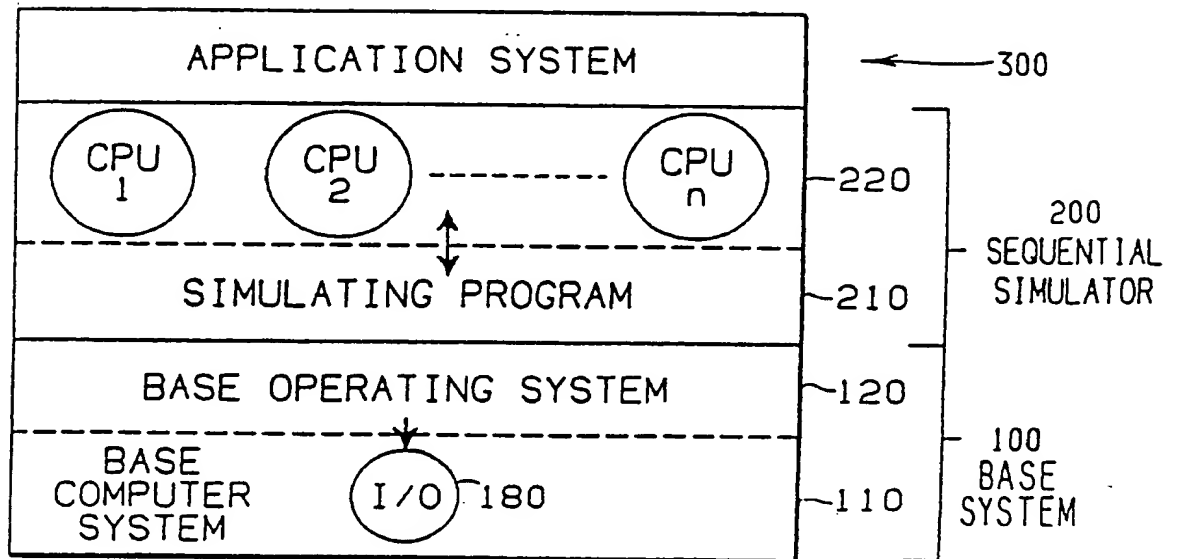 APPLICATION SYSTEM
300
CPU 1
CPU 2
CPU n
220
200
SEQUENTIAL
SIMULATOR
SIMULATING PROGRAM
210
BASE OPERATING SYSTEM
120
BASE
COMPUTER
SYSTEM
I/O
180
110
100
BASE
SYSTEM